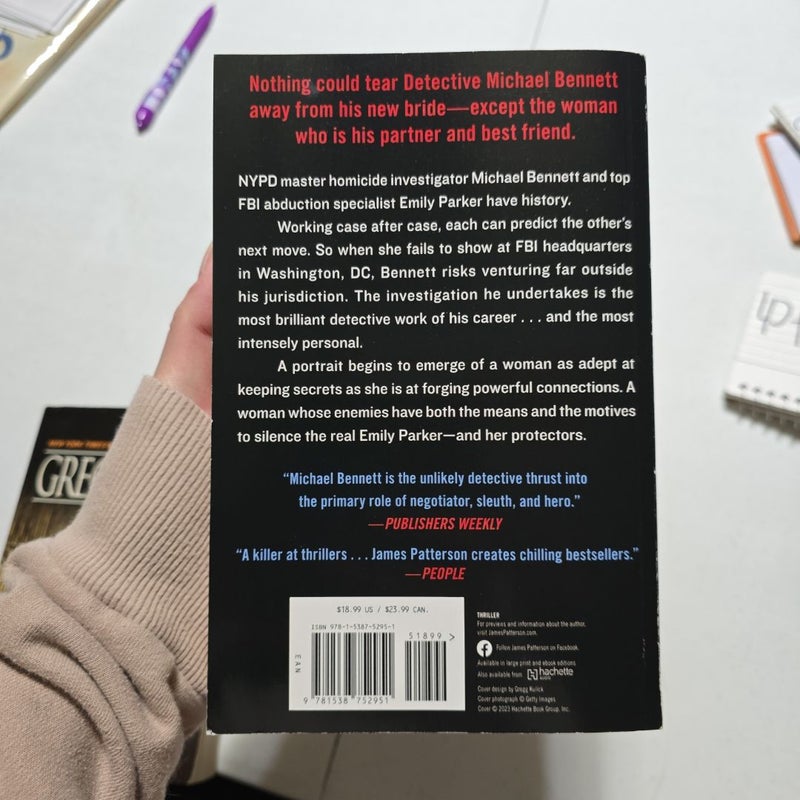 Nothing could tear Detective Michael Bennett
away from his new bride—except the woman
who is his partner and best friend.
NYPD master homicide investigator Michael Bennett and top
FBI abduction specialist Emily Parker have history.
Working case after case, each can predict the other's
next move. So when she fails to show at FBI headquarters
in Washington, DC, Bennett risks venturing far outside
his jurisdiction. The investigation he undertakes is the
most brilliant detective work of his career . . . and the most
intensely personal.
A portrait begins to emerge of a woman as adept at
keeping secrets as she is at forging powerful connections. A
woman whose enemies have both the means and the motives
to silence the real Emily Parker—and her protectors.
“Michael Bennett is the unlikely detective thrust into
the primary role of negotiator, sleuth, and hero.”
—PUBLISHERS WEEKLY
“A killer at thrillers . . . James Patterson creates chilling bestsellers.”
—PEOPLE
$18.99 US / $23.99 CAN.
ISBN 978-1-5387-5295-1
51899 >
EAN
9 781538 752951
THRILLER
For previews and information about the author,
visit JamesPatterson.com.
Follow James Patterson on Facebook.
Available in large print and ebook editions
Also available from hachette
AUDIO
Cover design by Gregg Kulick
Cover photograph © Getty Images
Cover © 2023 Hachette Book Group, Inc.
GRE